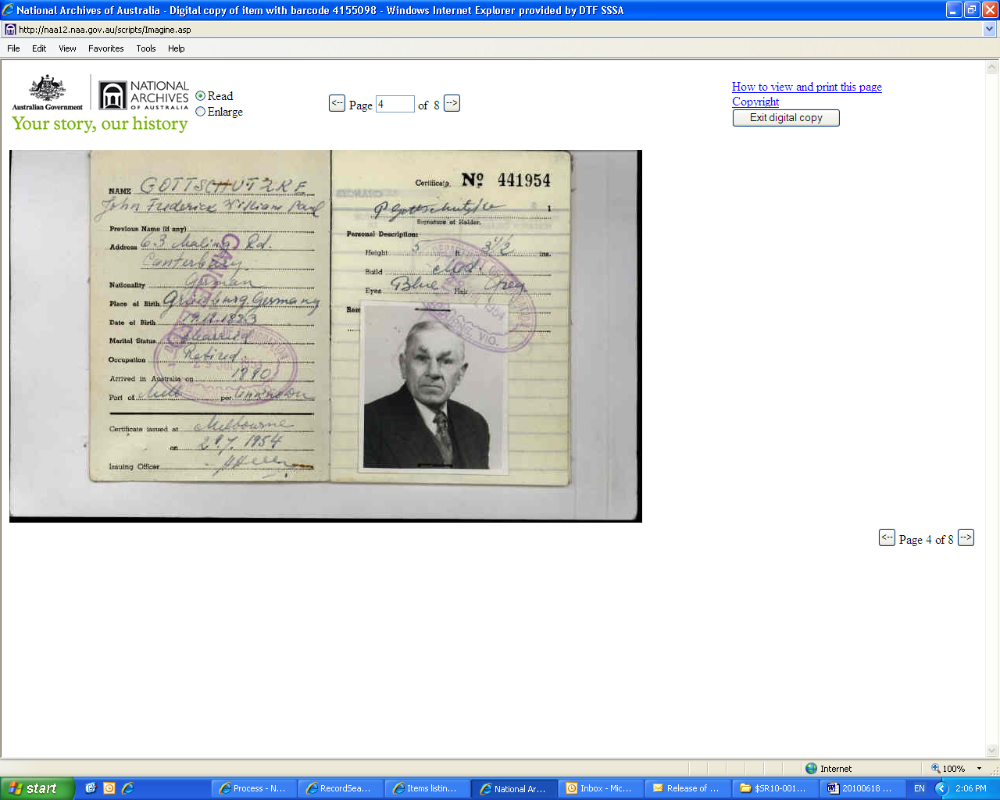 National Archives of Australia - Digital copy of item with barcode 4155098 - Windows Internet Explorer provided by DTF SSSA
http://naa12.naa.gov.au/scripts/Imagine.asp
File Edit View Favorites Tools Help
Australian Government
NATIONAL
ARCHIVES
OF AUSTRALIA
Your story, our history
Read
Enlarge
<-- Page 4 of 8 -->
How to view and print this page
Copyright
Exit digital copy
NAME GOTTSCHUTZKE
John Frederick William Paul
Previous Name (if any)
Address 63 Maling Rd.
Canterbury.
Nationality German
Place of Birth Germany
Date of Birth
Marital Status Married
Occupation Retired.
Arrived in Australia on 1890
Port of Melb per Unknown
Certificate issued at Melbourne
on 29.7.1954
Issuing Officer
CANCELLED
Certificate Nº 441954
P Gottschutzke 1
Signature of Holder.
Personal Description:
Height 5 ft 3½ ins.
Build Med.
Eyes Blue Hair Grey
Rem
<-- Page 4 of 8 -->
Internet
100%
start
Process - N...
RecordSea...
Items listin...
National Ar...
Inbox - Mic...
Release of ...
$SR10-001...
20100618 ...
EN
2:06 PM